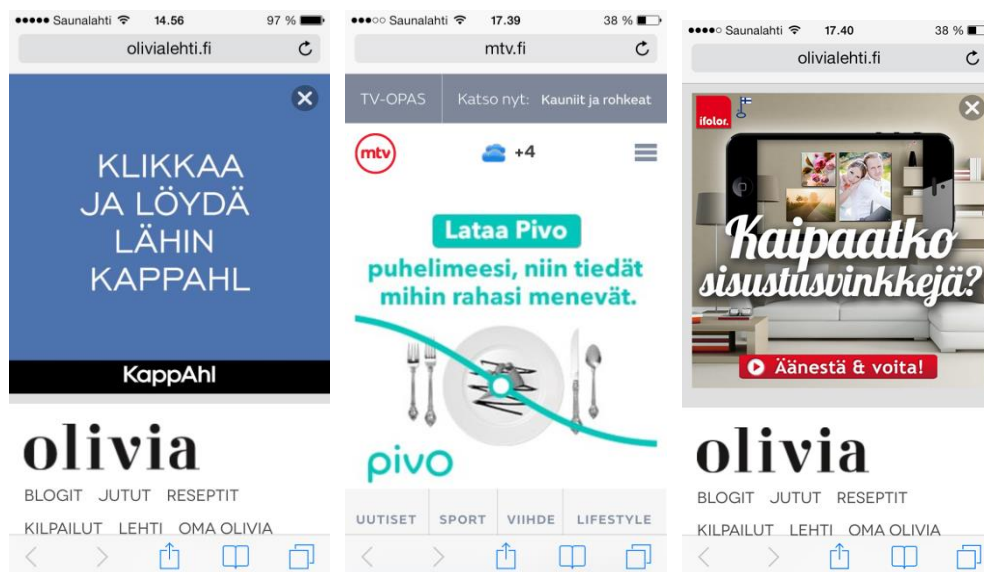 Saunalahti 14.56 97 %
olivialehti.fi
KLIKKAA
JA LÖYDÄ
LÄHIN
KAPPAHL
KappAhl
olivia
BLOGIT JUTUT RESEPTIT
KILPAILUT LEHTI OMA OLIVIA
Saunalahti 17.39 38 %
mtv.fi
TV-OPAS Katso nyt: Kauniit ja rohkeat
mtv +4
Lataa Pivo
puhelimeesi, niin tiedät
mihin rahasi menevät.
pivo
UUTISET SPORT VIIHDE LIFESTYLE
Saunalahti 17.40 38 %
olivialehti.fi
ifolor.
Kaipaatko
sisustusvinkkejä?
Äänestä & voita!
olivia
BLOGIT JUTUT RESEPTIT
KILPAILUT LEHTI OMA OLIVIA